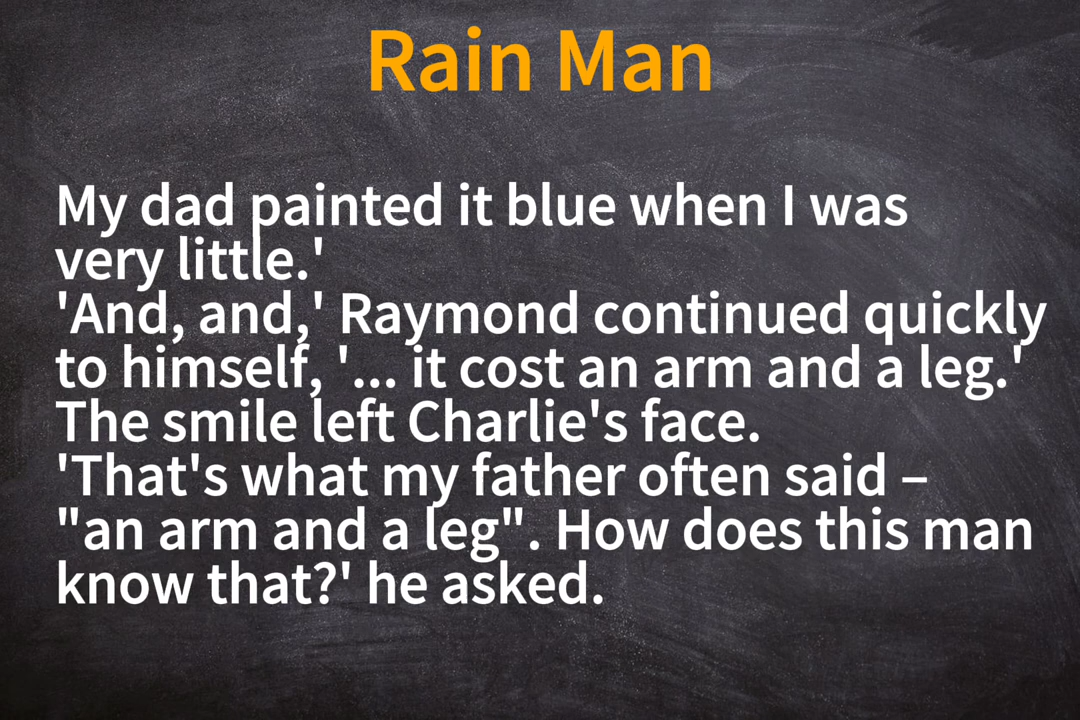 Rain Man
My dad painted it blue when I was
very little.'
'And, and,' Raymond continued quickly
to himself, '... it cost an arm and a leg.'
The smile left Charlie's face.
'That's what my father often said –
"an arm and a leg". How does this man
know that?' he asked.